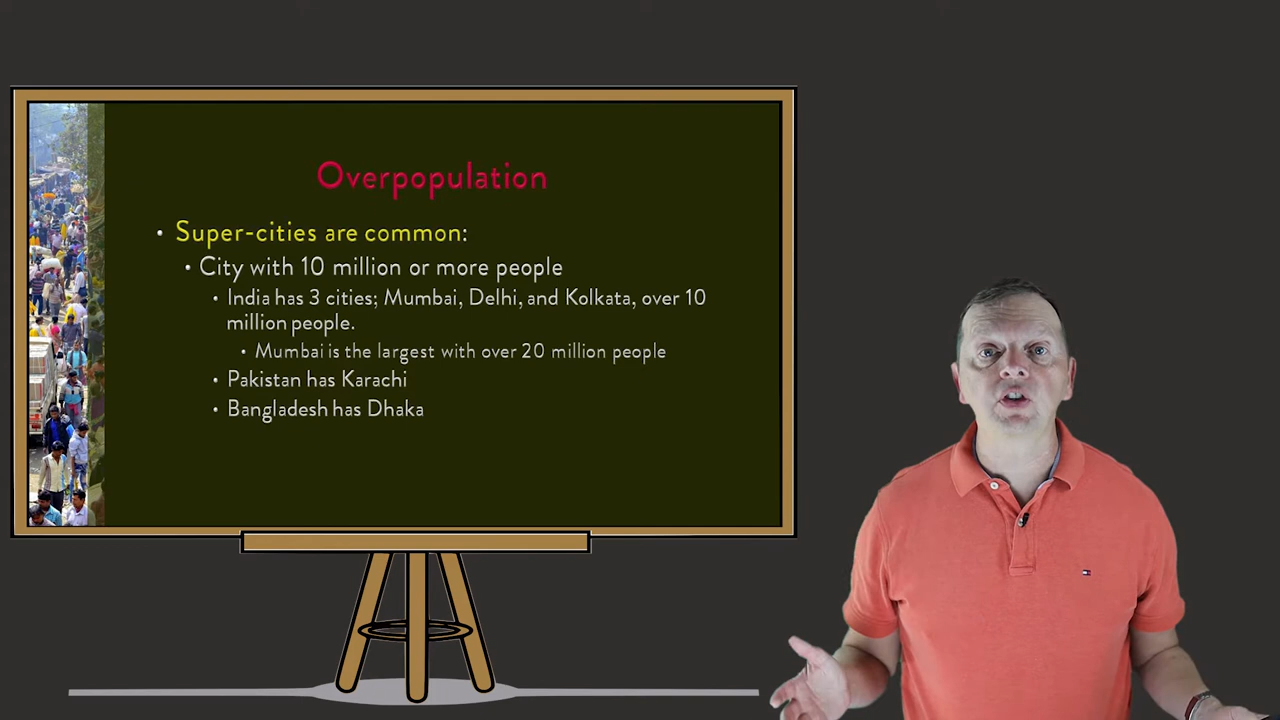 Overpopulation
• Super-cities are common:
• City with 10 million or more people
• India has 3 cities; Mumbai, Delhi, and Kolkata, over 10
million people.
• Mumbai is the largest with over 20 million people
• Pakistan has Karachi
• Bangladesh has Dhaka